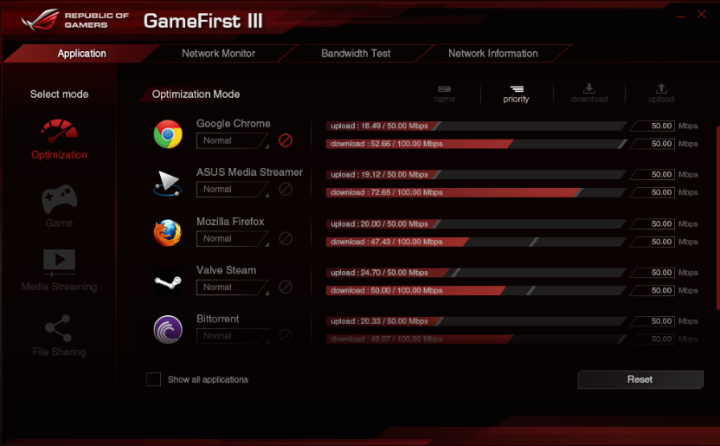 REPUBLIC OF
GAMERS
GameFirst III
Application
Network Monitor
Bandwidth Test
Network Information
Select mode
Optimization
Game
Media Streaming
File Sharing
Optimization Mode
name
priority
download
upload
Google Chrome
Normal
upload : 18.49 / 50.00 Mbps
50.00 Mbps
download : 52.66 / 100.00 Mbps
50.00 Mbps
ASUS Media Streamer
Normal
upload : 19.12 / 50.00 Mbps
50.00 Mbps
download : 72.65 / 100.00 Mbps
50.00 Mbps
Mozilla Firefox
Normal
upload : 20.00 / 50.00 Mbps
50.00 Mbps
download : 47.43 / 100.00 Mbps
50.00 Mbps
Valve Steam
Normal
upload : 24.70 / 50.00 Mbps
50.00 Mbps
download : 50.00 / 100.00 Mbps
50.00 Mbps
Bittorrent
Normal
upload : 20.33 / 50.00 Mbps
50.00 Mbps
download : 48.07 / 100.00 Mbps
50.00 Mbps
Show all applications
Reset